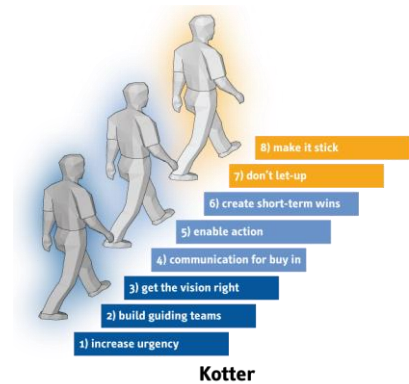 8) make it stick
7) don't let-up
6) create short-term wins
5) enable action
4) communication for buy in
3) get the vision right
2) build guiding teams
1) increase urgency
Kotter